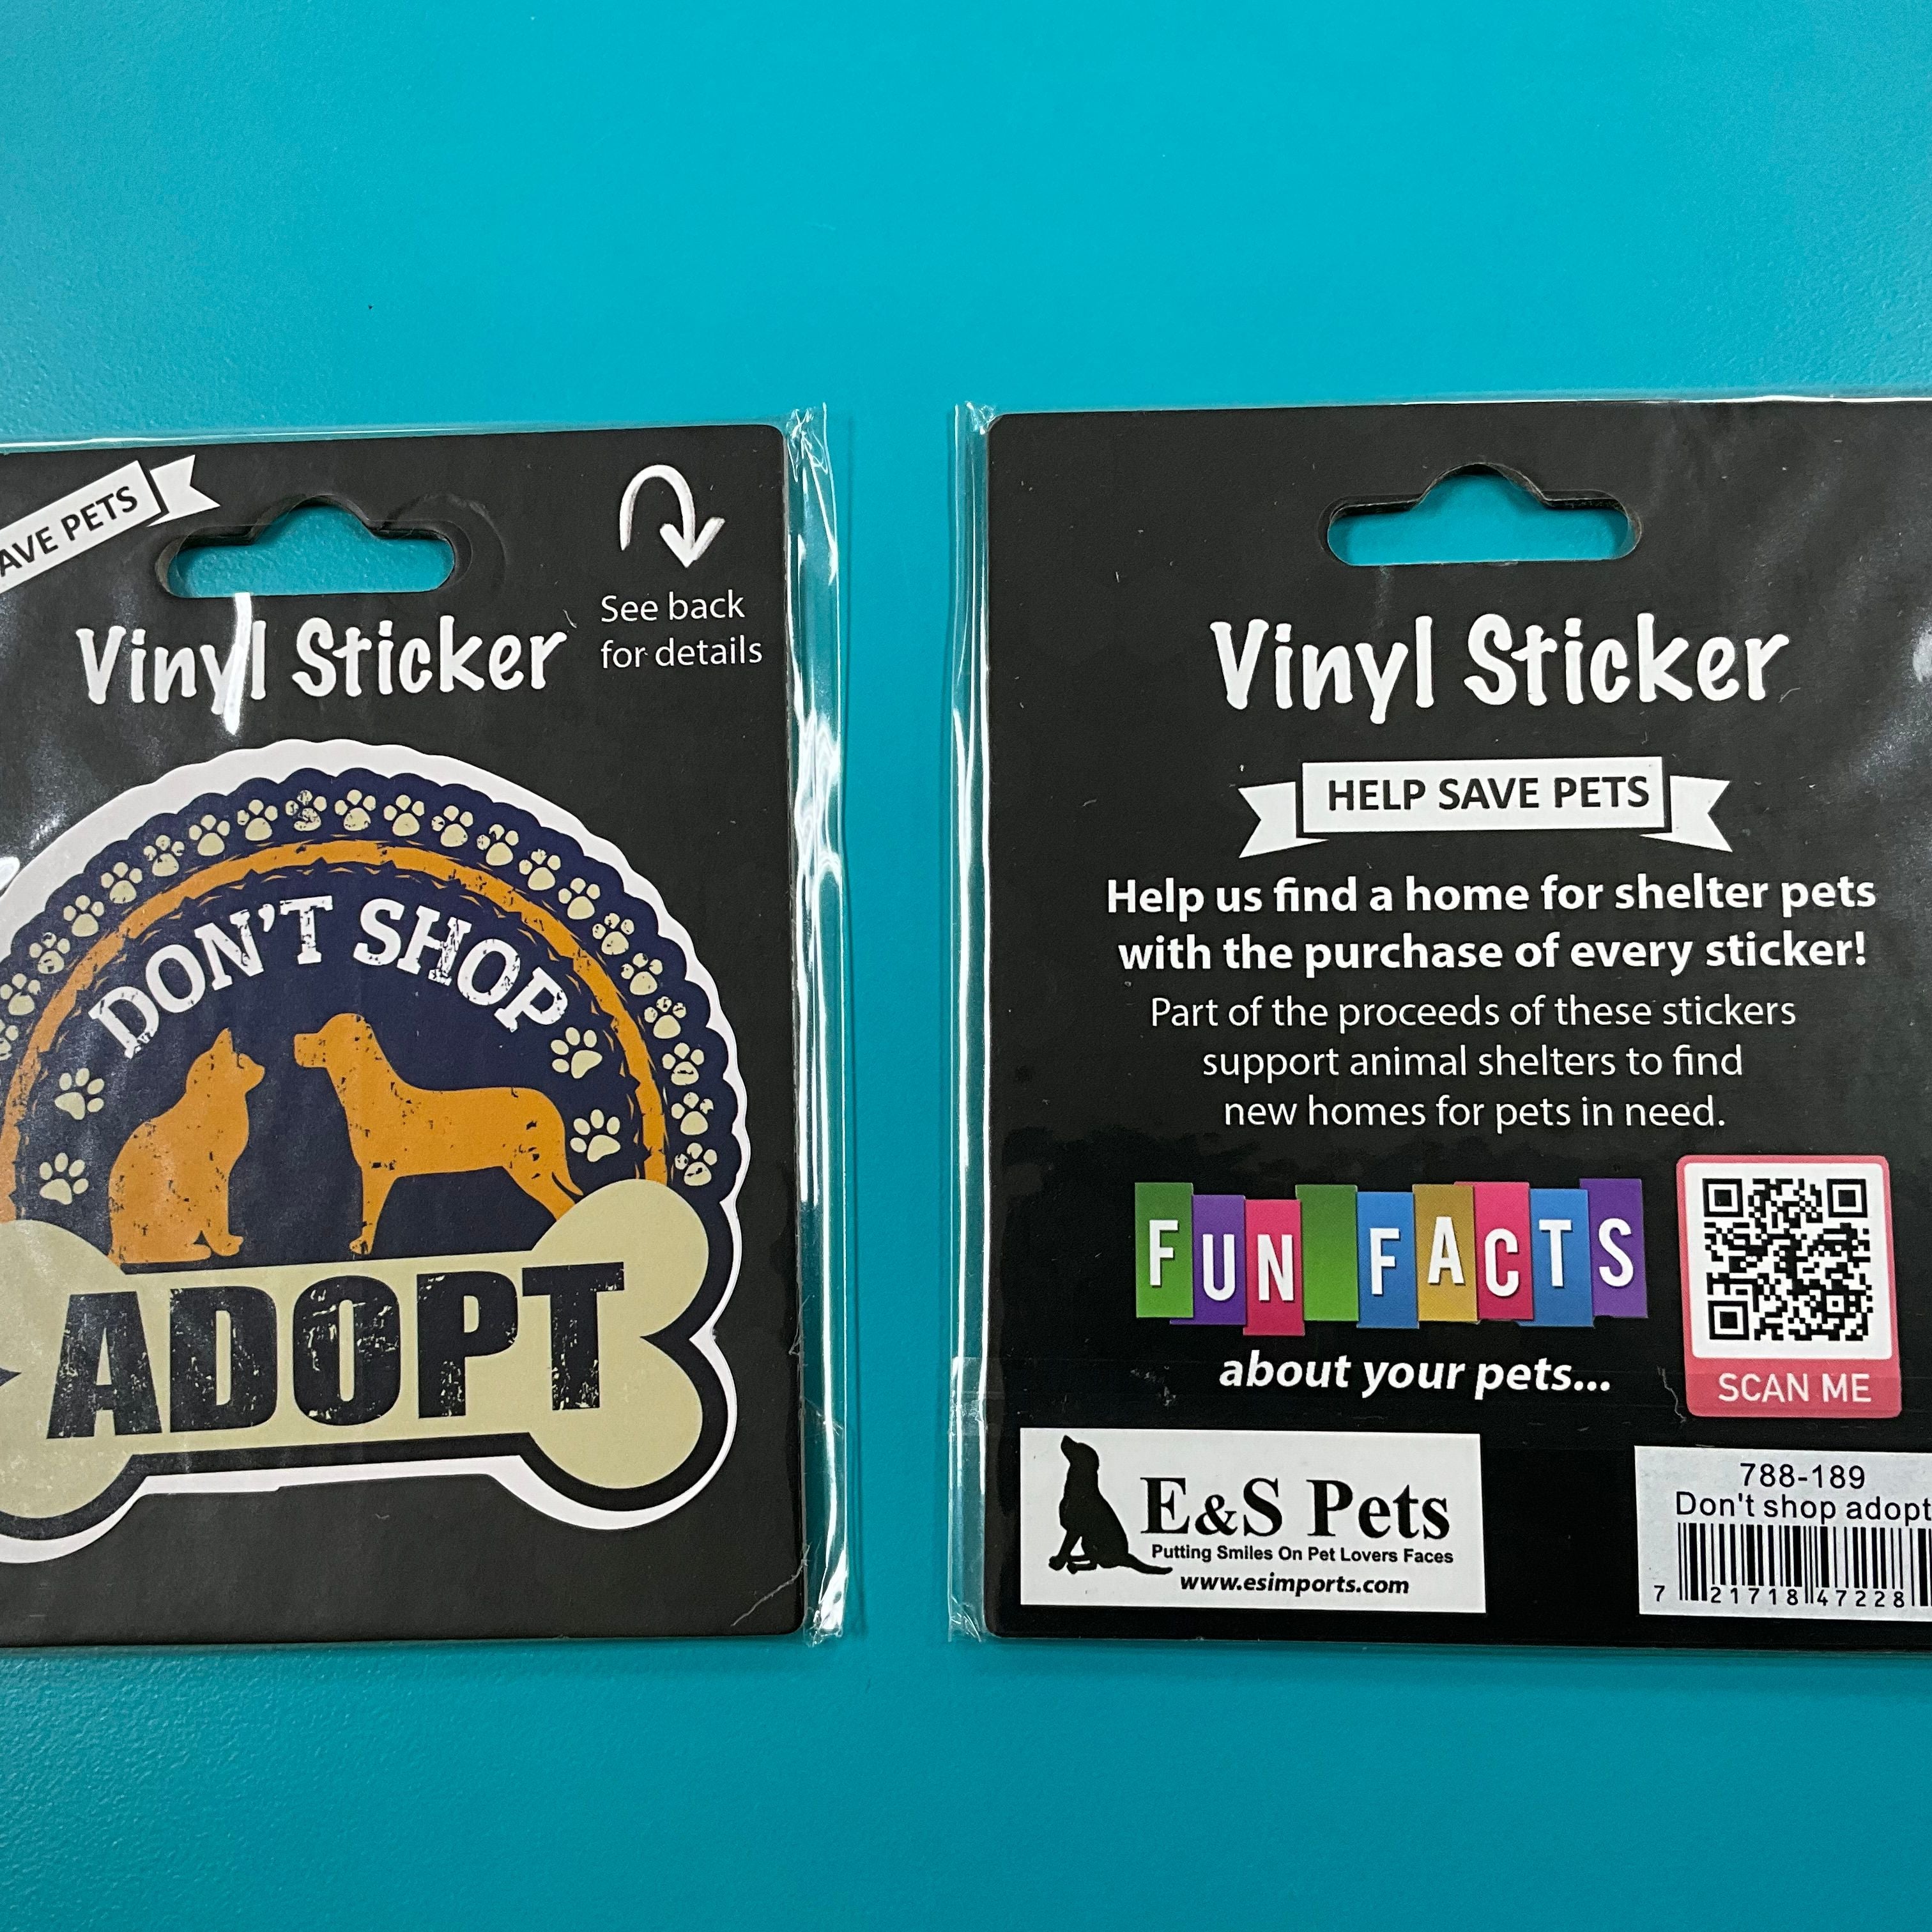 AVE PETS
See back
for details
Vinyl Sticker
DON'T SHOP
ADOPT
Vinyl Sticker
HELP SAVE PETS
Help us find a home for shelter pets
with the purchase of every sticker!
Part of the proceeds of these stickers
support animal shelters to find
new homes for pets in need.
FUN FACTS
about your pets...
SCAN ME
E&S Pets
Putting Smiles On Pet Lovers Faces
www.esimports.com
788-189
Don't shop adopt
7 21718 47228